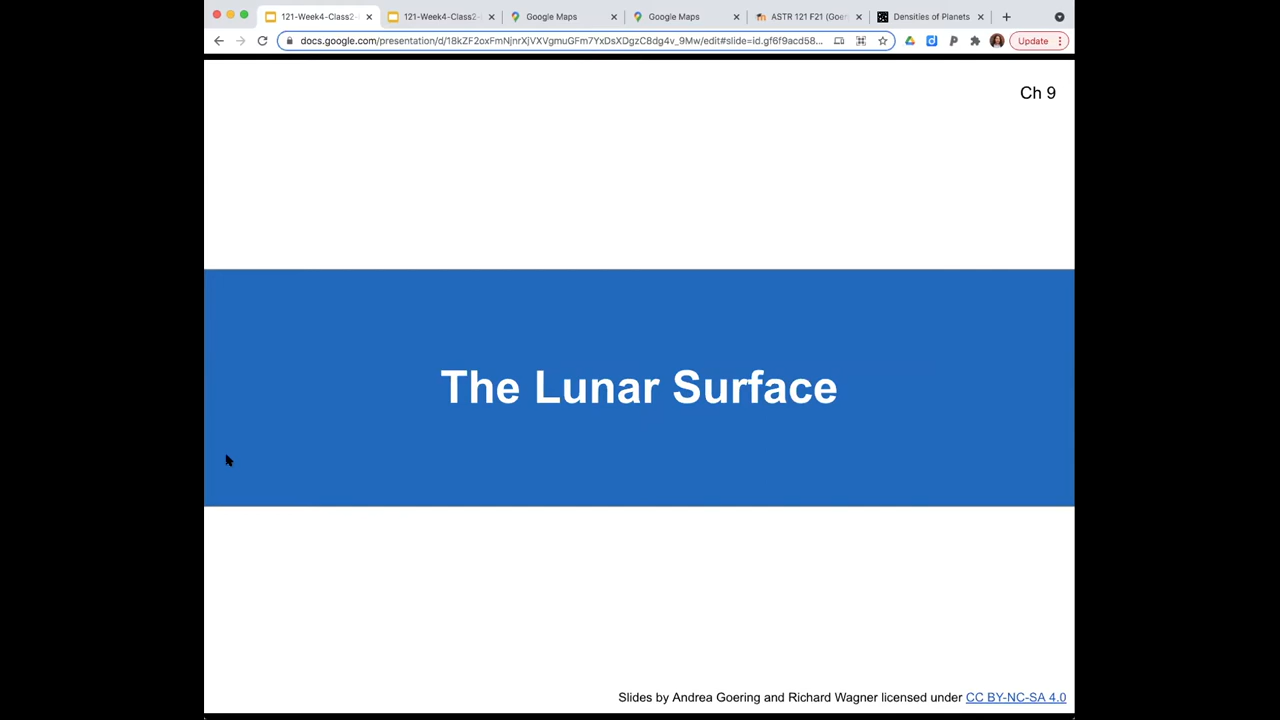 121-Week4-Class2-
121-Week4-Class2-
Google Maps
Google Maps
ASTR 121 F21 (Goer
Densities of Planets
docs.google.com/presentation/d/18kZF2oxFmNjnrXjVXVgmuGFm7YxDsXDgzC8dg4v_9Mw/edit#slide=id.gf6f9acd58...
Update
Ch 9
The Lunar Surface
Slides by Andrea Goering and Richard Wagner licensed under CC BY-NC-SA 4.0